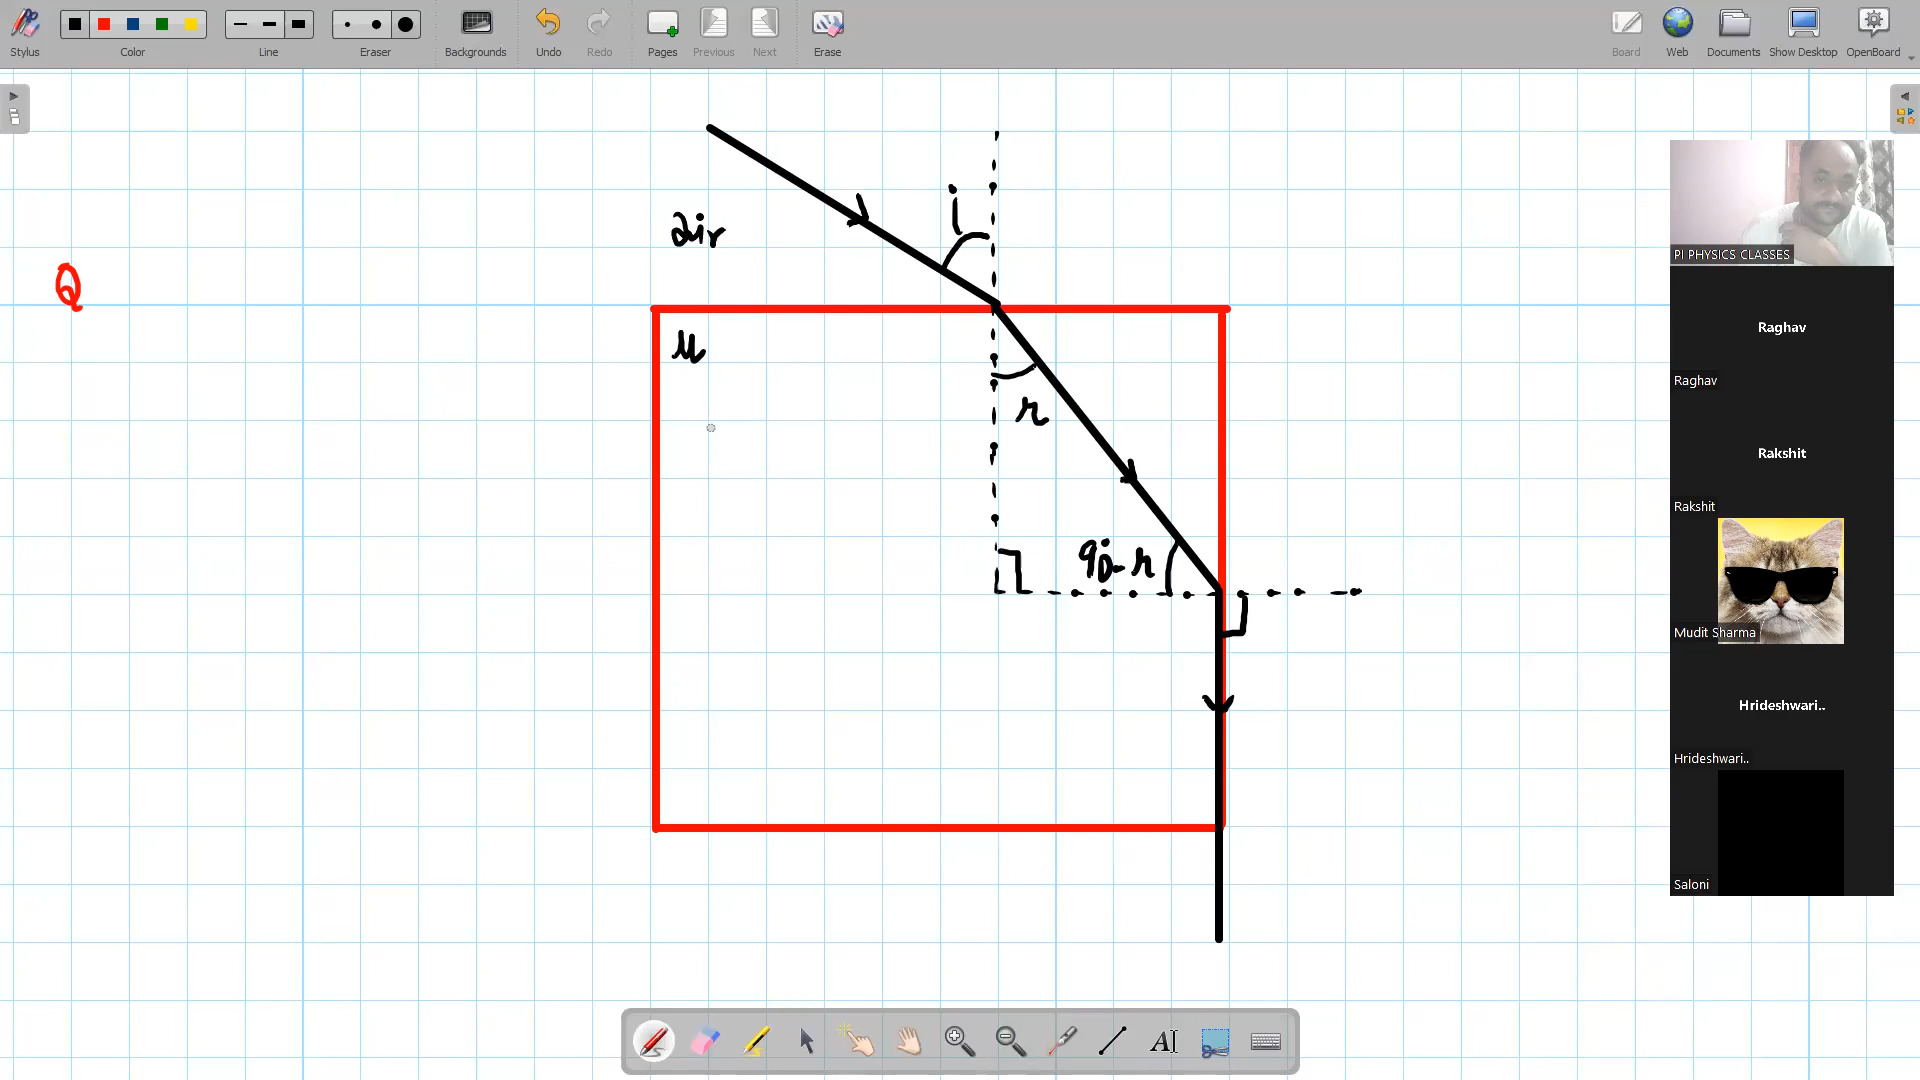 Stylus
Color
Line
Eraser
Backgrounds
Undo
Redo
Pages
Previous
Next
Erase
Board
Web
Documents
Show Desktop
OpenBoard
Q
air
i
μ
r
90-r
PI PHYSICS CLASSES
Raghav
Raghav
Rakshit
Rakshit
Mudit Sharma
Hrideshwari..
Hrideshwari..
Saloni
AI